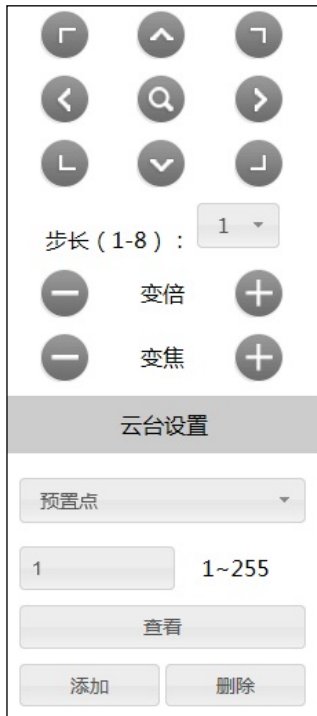 步长（1-8）: 1
变倍
变焦
云台设置
预置点
1 1~255
查看
添加 删除